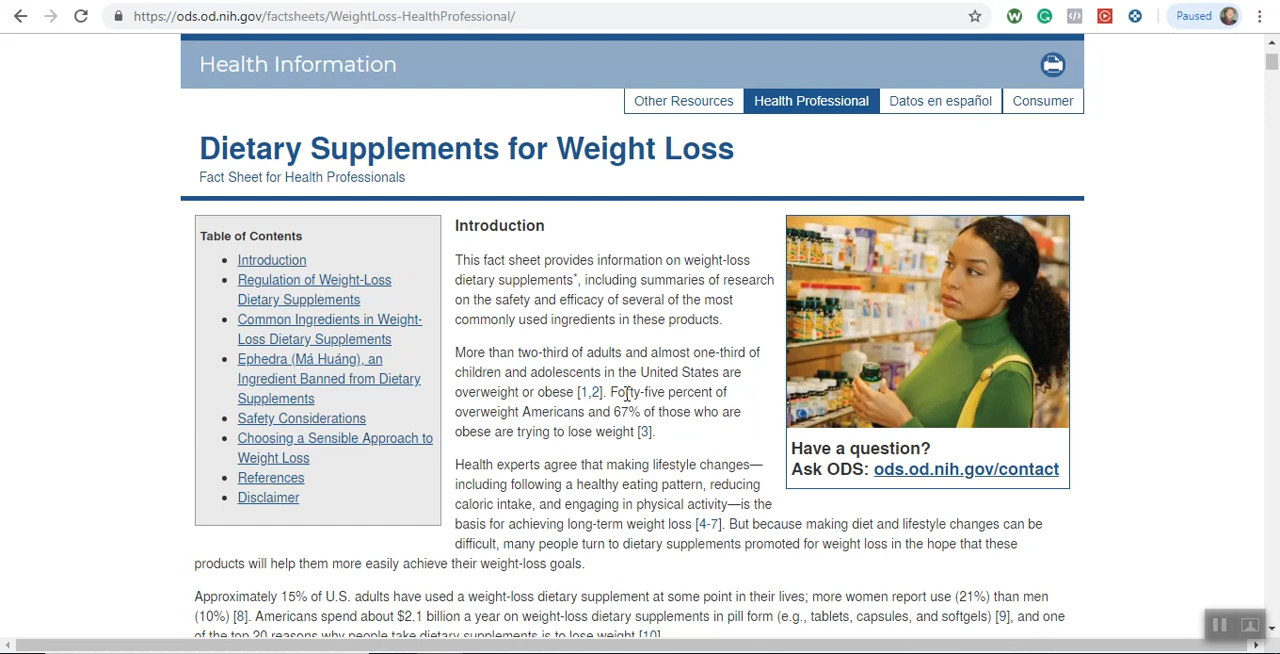 https://ods.od.nih.gov/factsheets/WeightLoss-HealthProfessional/
Paused
Health Information
Other Resources
Health Professional
Datos en español
Consumer
Dietary Supplements for Weight Loss
Fact Sheet for Health Professionals
Table of Contents
Introduction
Regulation of Weight-Loss
Dietary Supplements
Common Ingredients in Weight-
Loss Dietary Supplements
Ephedra (Má Huáng), an
Ingredient Banned from Dietary
Supplements
Safety Considerations
Choosing a Sensible Approach to
Weight Loss
References
Disclaimer
Introduction
This fact sheet provides information on weight-loss
dietary supplements*, including summaries of research
on the safety and efficacy of several of the most
commonly used ingredients in these products.
More than two-third of adults and almost one-third of
children and adolescents in the United States are
overweight or obese [1,2]. Forty-five percent of
overweight Americans and 67% of those who are
obese are trying to lose weight [3].
Health experts agree that making lifestyle changes—
including following a healthy eating pattern, reducing
caloric intake, and engaging in physical activity—is the
basis for achieving long-term weight loss [4-7]. But because making diet and lifestyle changes can be
difficult, many people turn to dietary supplements promoted for weight loss in the hope that these
products will help them more easily achieve their weight-loss goals.
Have a question?
Ask ODS: ods.od.nih.gov/contact
Approximately 15% of U.S. adults have used a weight-loss dietary supplement at some point in their lives; more women report use (21%) than men
(10%) [8]. Americans spend about $2.1 billion a year on weight-loss dietary supplements in pill form (e.g., tablets, capsules, and softgels) [9], and one
of the top 20 reasons why people take dietary supplements is to lose weight [10].